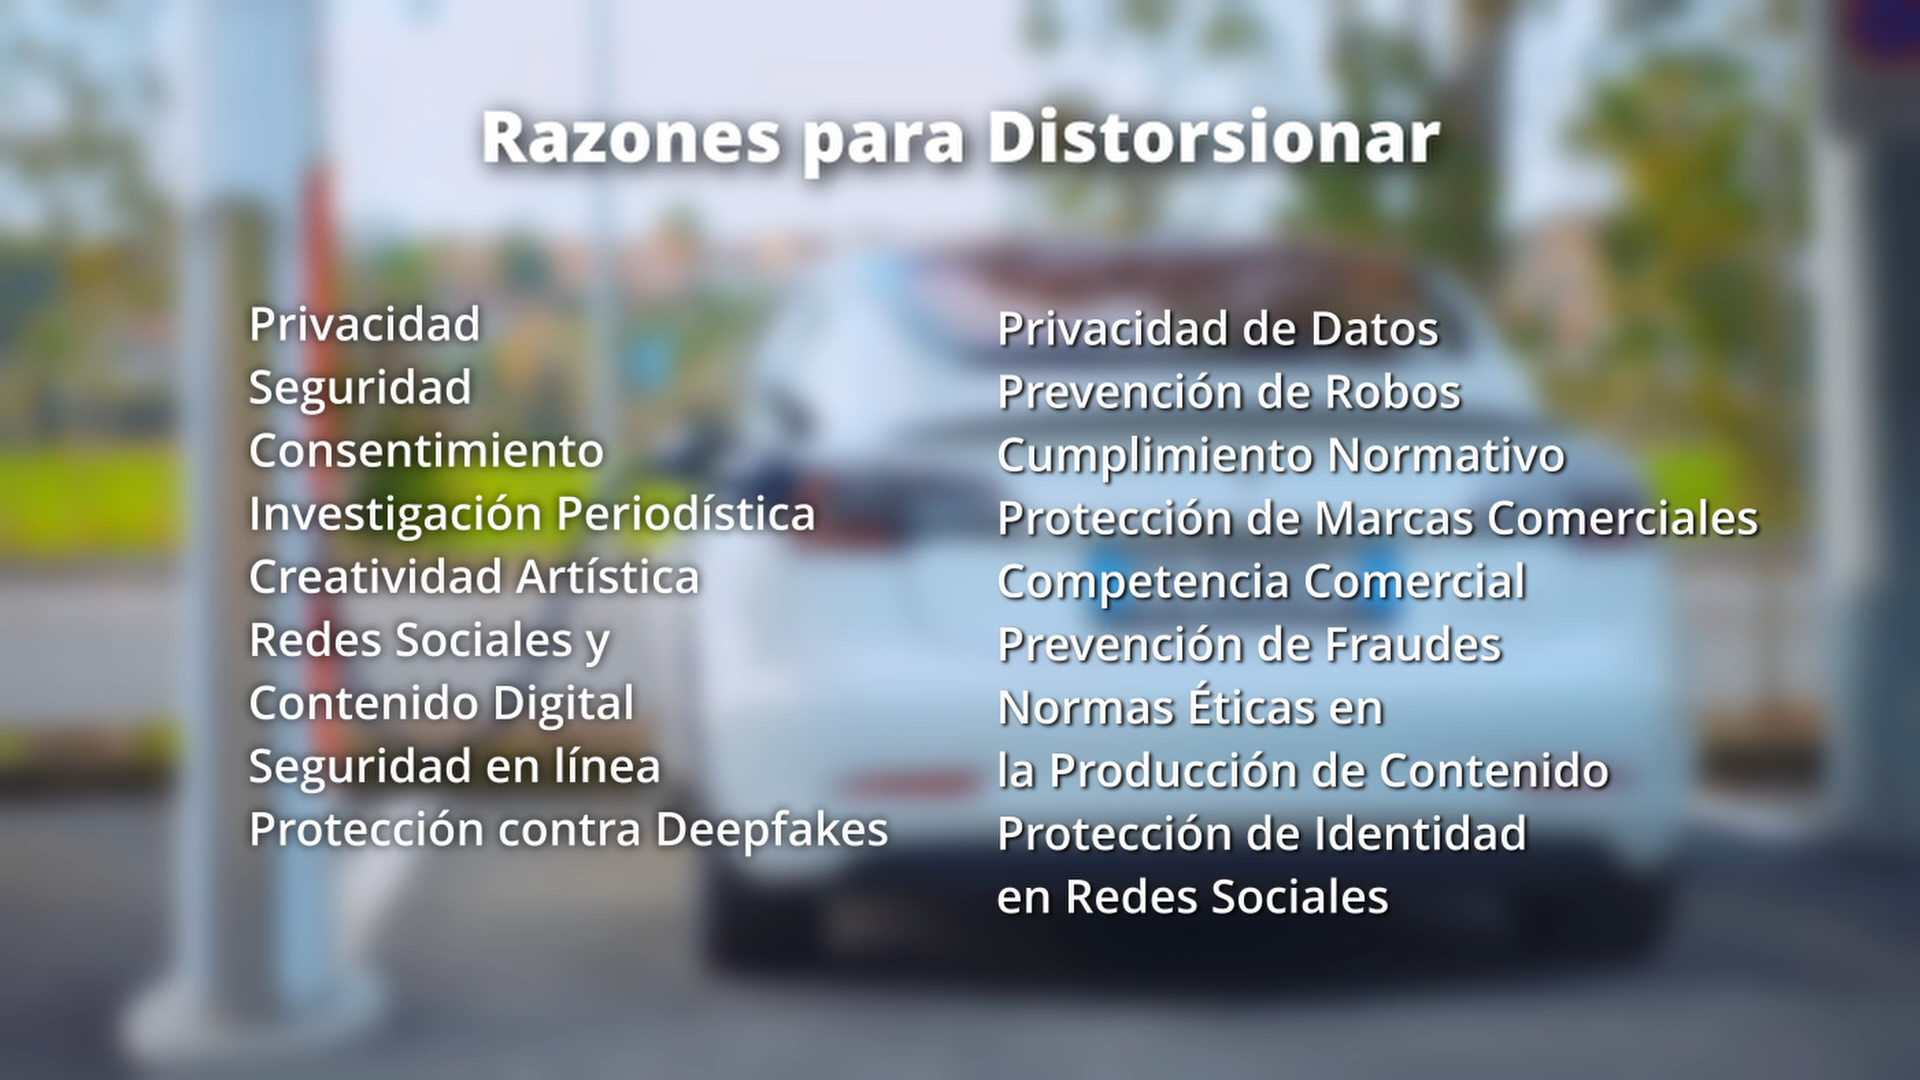 Razones para Distorsionar
Privacidad
Seguridad
Consentimiento
Investigación Periodística
Creatividad Artística
Redes Sociales y
Contenido Digital
Seguridad en línea
Protección contra Deepfakes
Privacidad de Datos
Prevención de Robos
Cumplimiento Normativo
Protección de Marcas Comerciales
Competencia Comercial
Prevención de Fraudes
Normas Éticas en
la Producción de Contenido
Protección de Identidad
en Redes Sociales